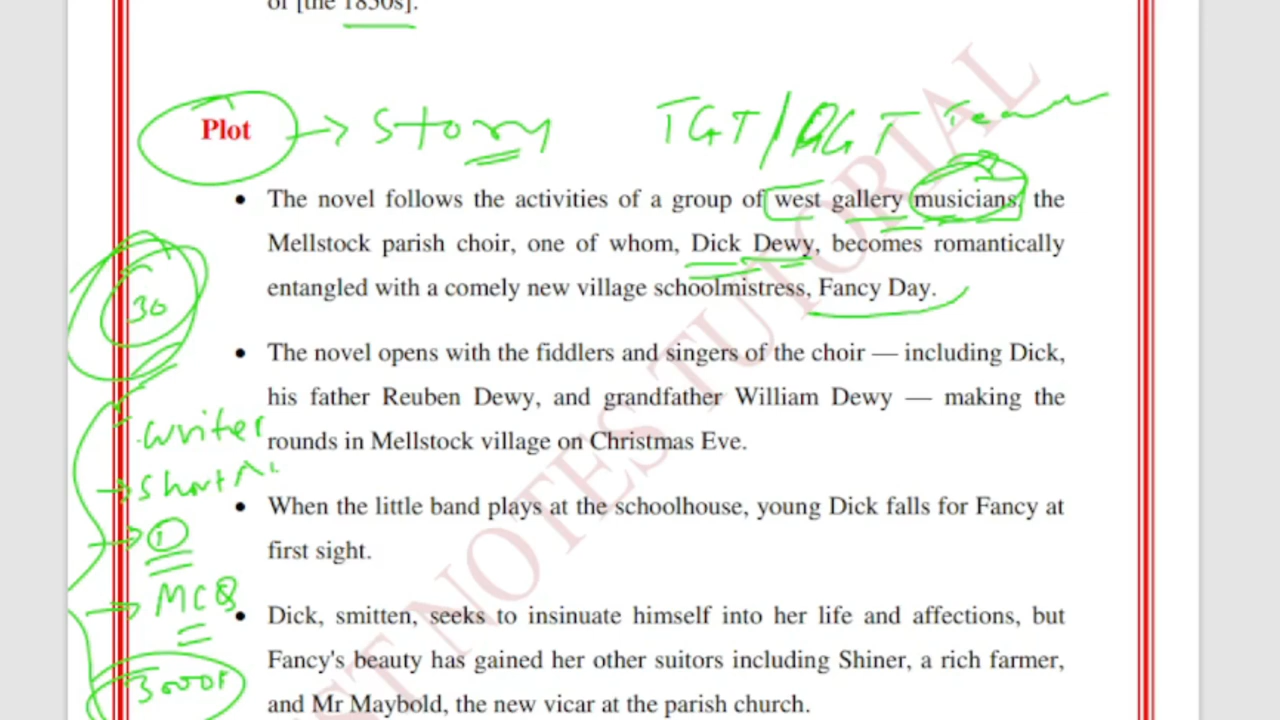 of [the 1850s].
Plot → Story TGT/PGT
• The novel follows the activities of a group of west gallery musicians, the
Mellstock parish choir, one of whom, Dick Dewy, becomes romantically
entangled with a comely new village schoolmistress, Fancy Day.
30
• The novel opens with the fiddlers and singers of the choir — including Dick,
his father Reuben Dewy, and grandfather William Dewy — making the
rounds in Mellstock village on Christmas Eve.
writer
→ Short
→ 1
• When the little band plays at the schoolhouse, young Dick falls for Fancy at
first sight.
→ MCQ
• Dick, smitten, seeks to insinuate himself into her life and affections, but
Fancy's beauty has gained her other suitors including Shiner, a rich farmer,
and Mr Maybold, the new vicar at the parish church.
NOTES TUTORIAL